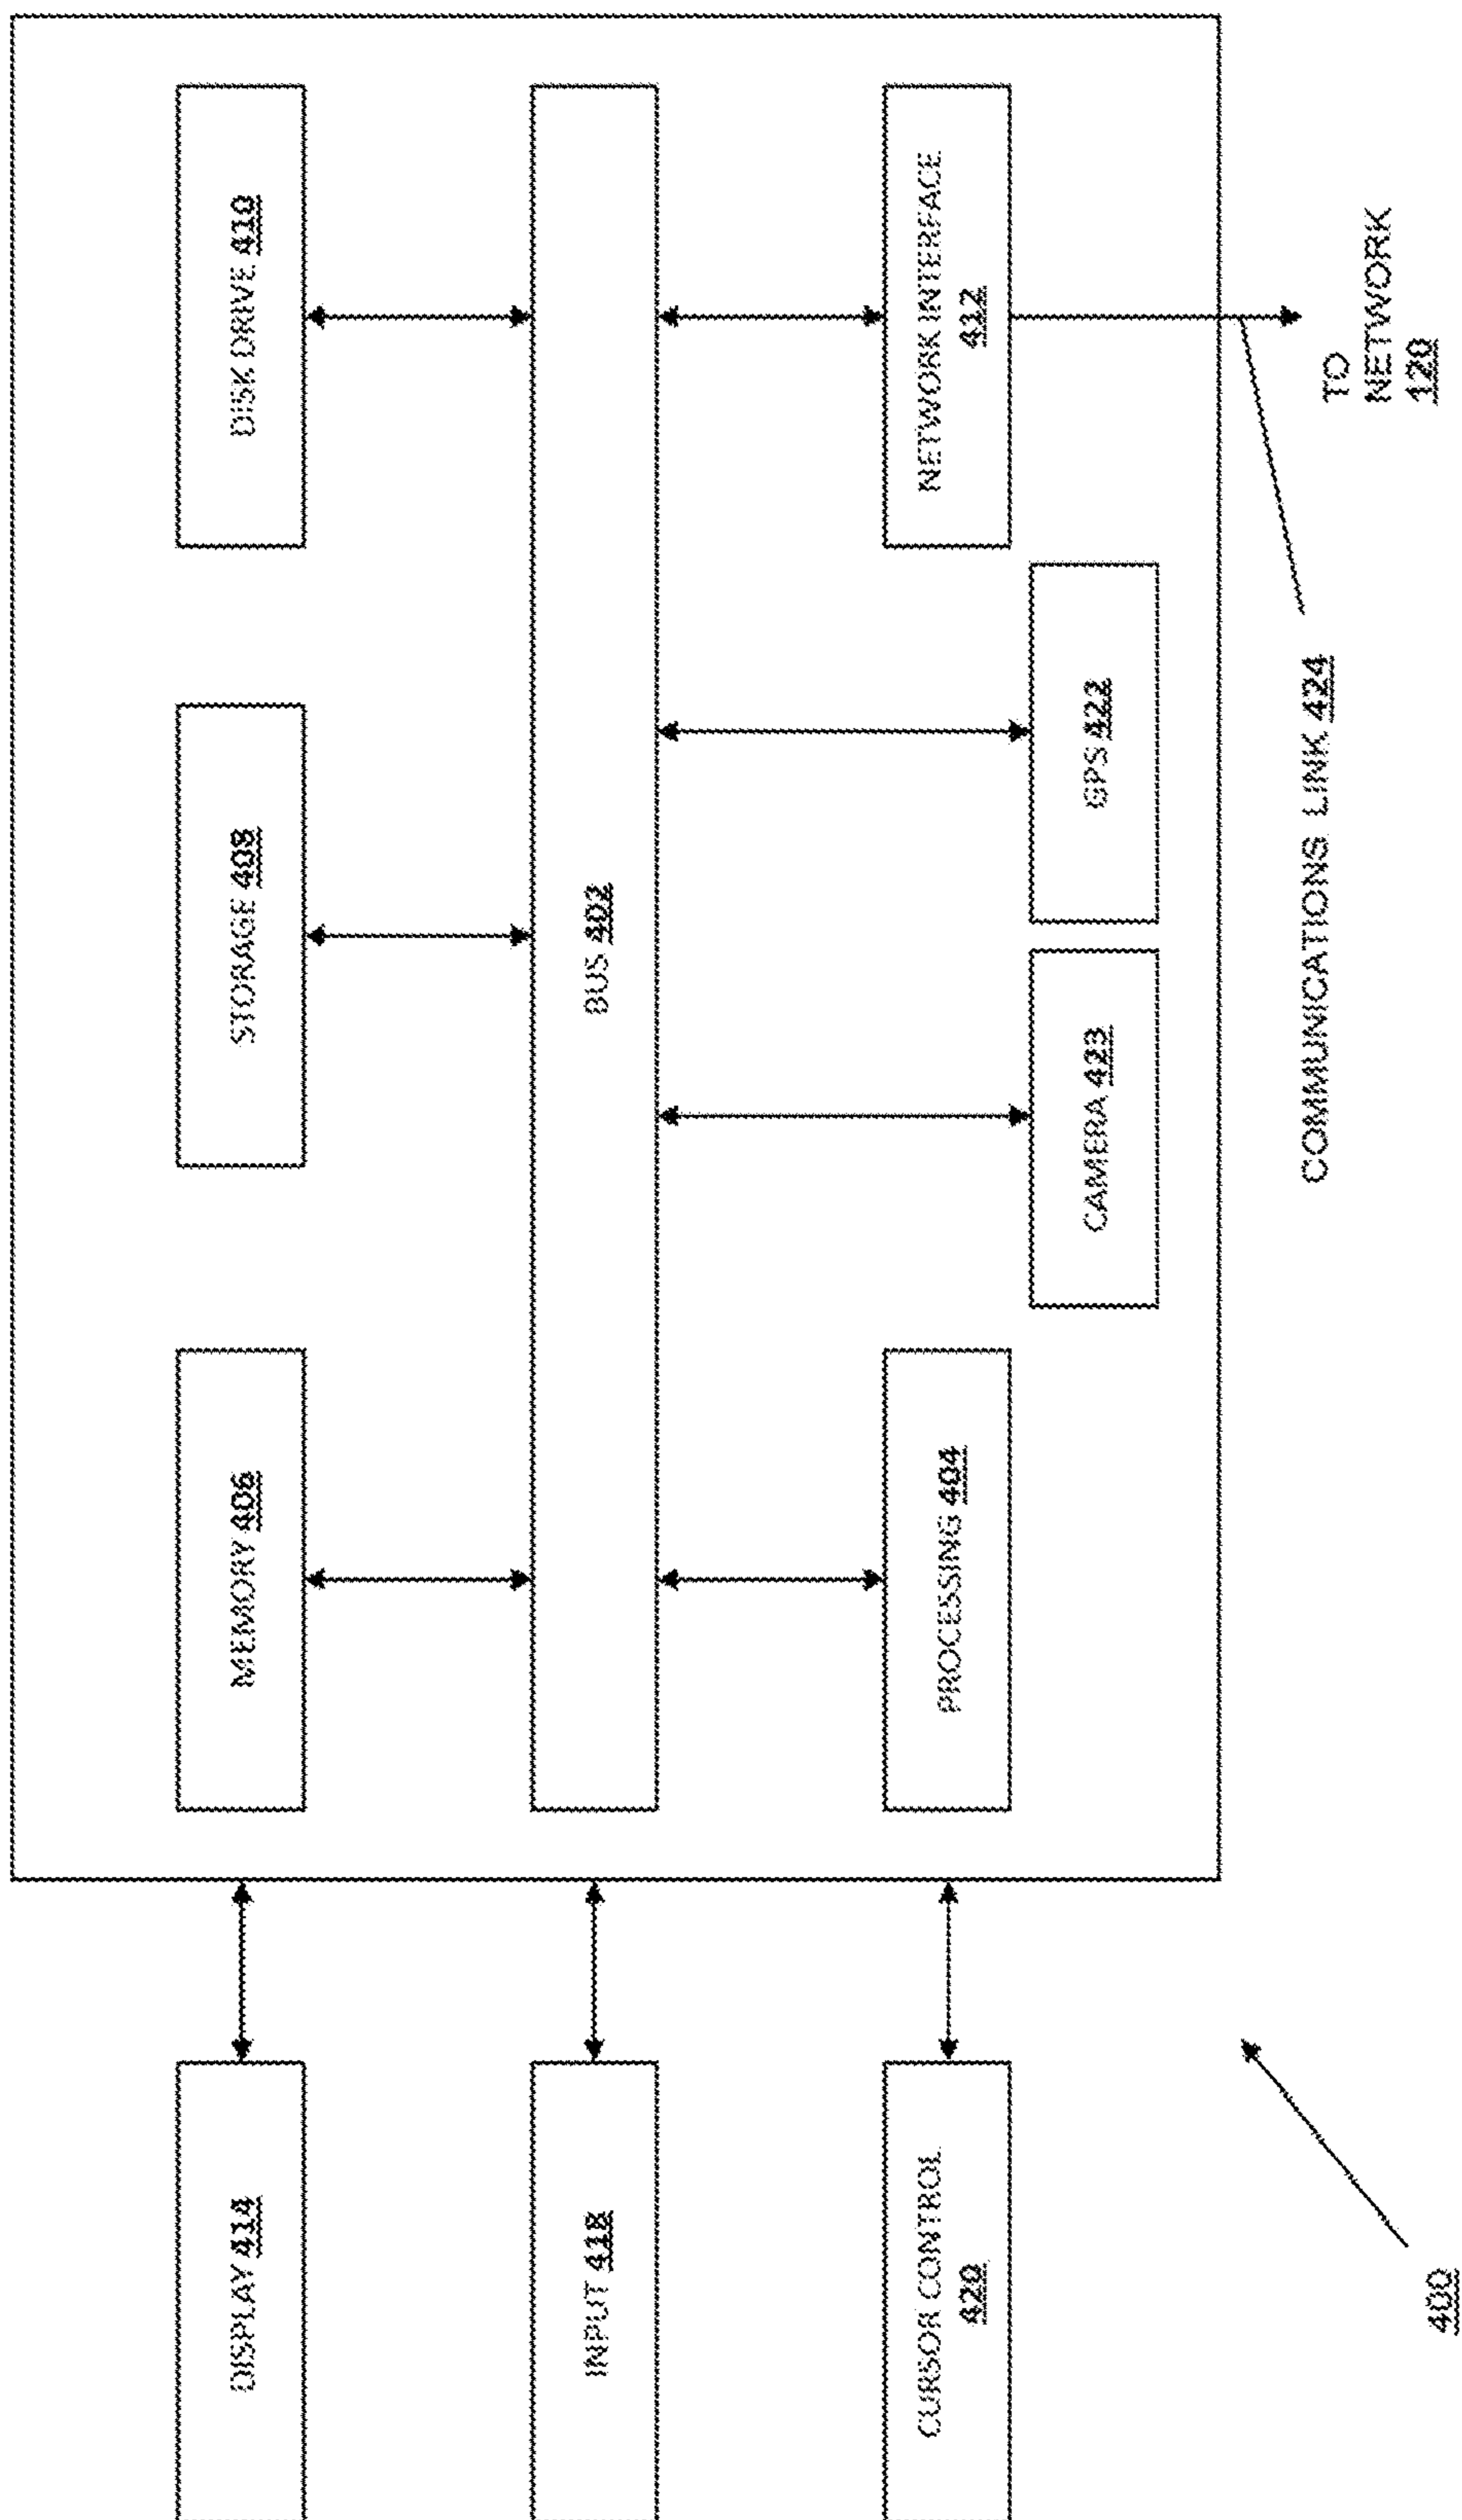 DISPLAY 414
MEMORY 406
STORAGE 408
DISK DRIVE 410
INPUT 418
BUS 402
CURSOR CONTROL
420
PROCESSING 404
NETWORK INTERFACE
412
CAMERA 423
GPS 422
COMMUNICATIONS LINK 424
TO
NETWORK
120
400